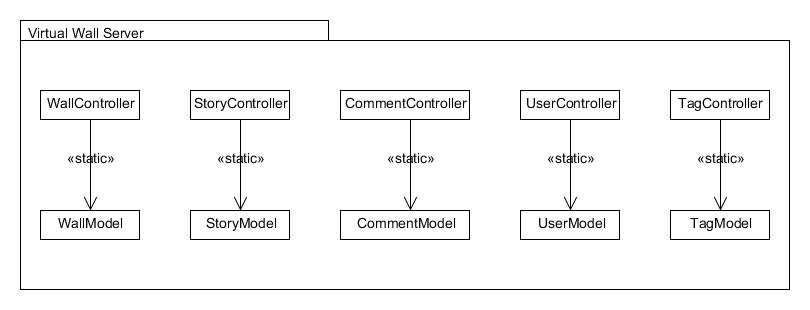 Virtual Wall Server
WallController
StoryController
CommentController
UserController
TagController
«static»
«static»
«static»
«static»
«static»
WallModel
StoryModel
CommentModel
UserModel
TagModel